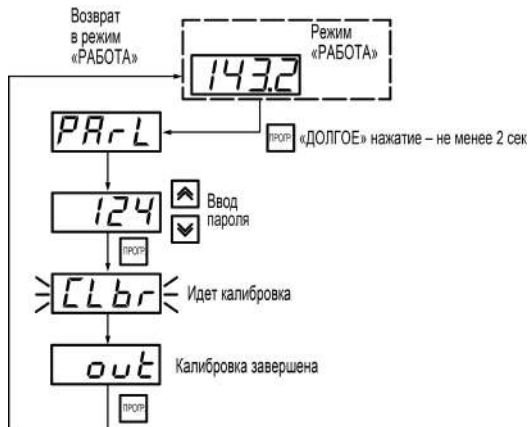 Возврат
в режим
«РАБОТА»
Режим
«РАБОТА»
143.2
PArL
ПРОГР.
«ДОЛГОЕ» нажатие – не менее 2 сек
124
Ввод
пароля
ПРОГР.
CLbr
Идет калибровка
out
Калибровка завершена
ПРОГР.